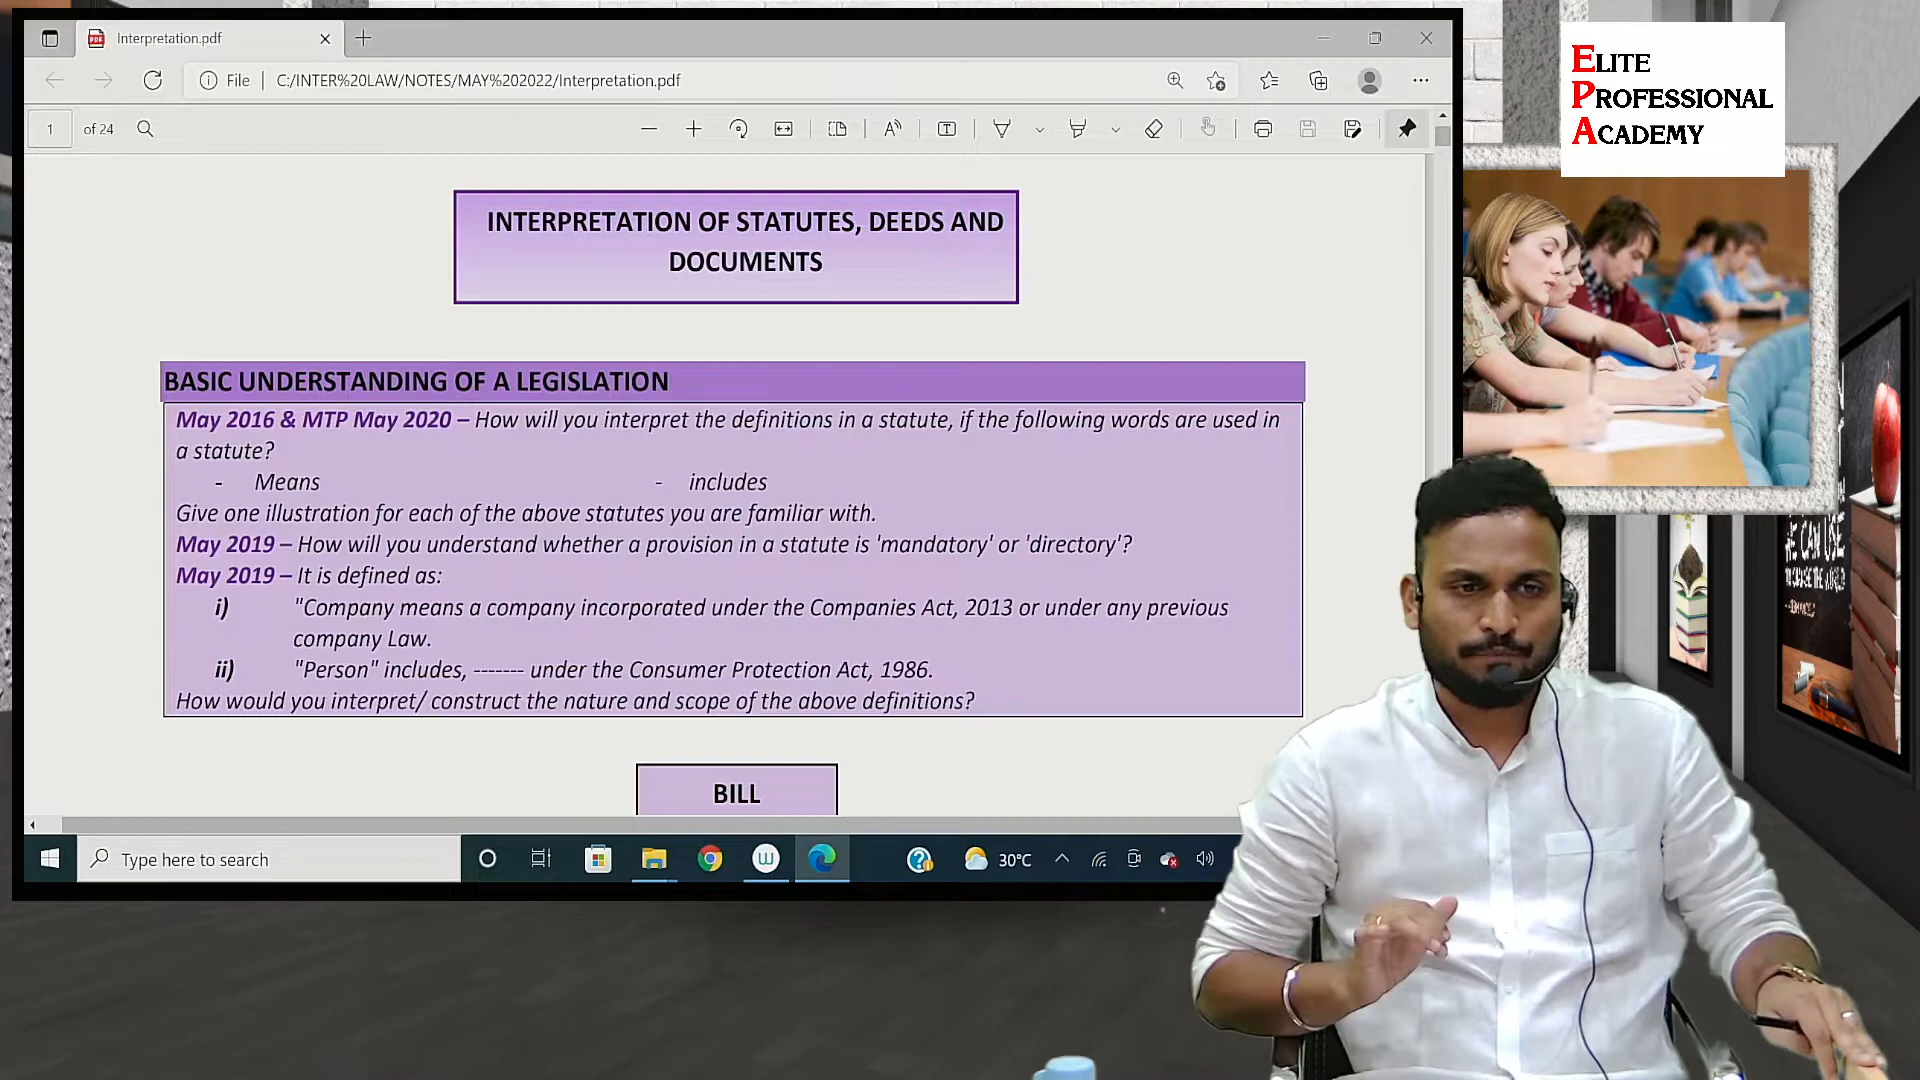 Interpretation.pdf
File C:/INTER%20LAW/NOTES/MAY%202022/Interpretation.pdf
1 of 24
INTERPRETATION OF STATUTES, DEEDS AND
DOCUMENTS
BASIC UNDERSTANDING OF A LEGISLATION
May 2016 & MTP May 2020 – How will you interpret the definitions in a statute, if the following words are used in
a statute?
- Means - includes
Give one illustration for each of the above statutes you are familiar with.
May 2019 – How will you understand whether a provision in a statute is 'mandatory' or 'directory'?
May 2019 – It is defined as:
i) "Company means a company incorporated under the Companies Act, 2013 or under any previous
company Law.
ii) "Person" includes, ------- under the Consumer Protection Act, 1986.
How would you interpret/ construct the nature and scope of the above definitions?
BILL
Type here to search
30°C
ELITE
PROFESSIONAL
ACADEMY
CAN USE